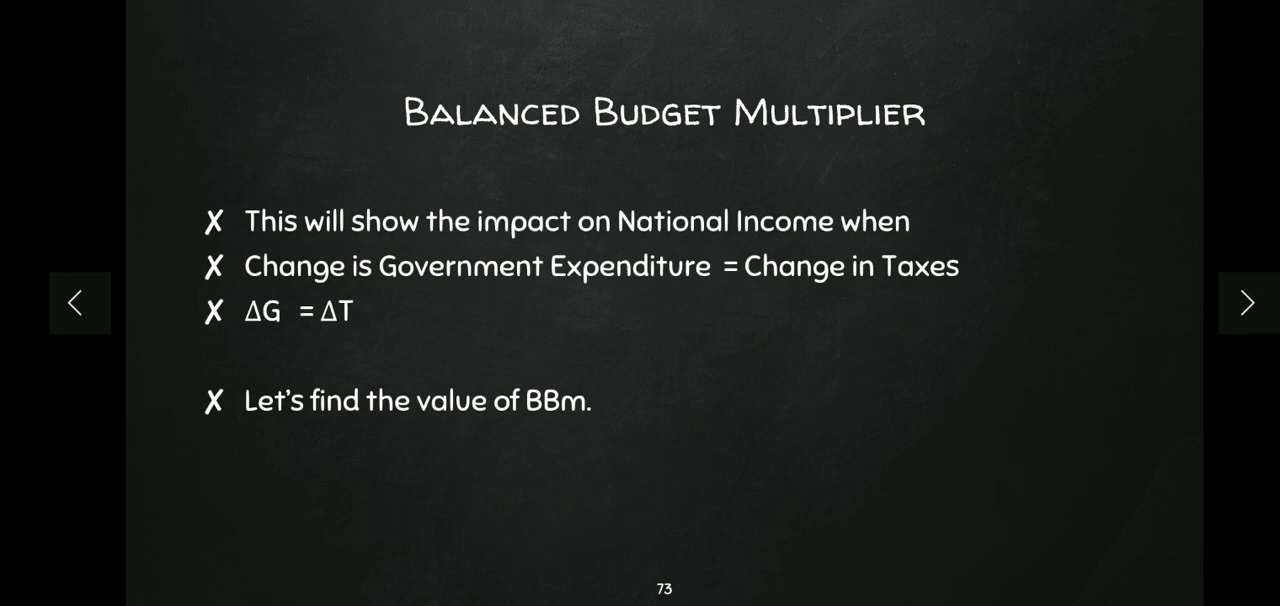 Balanced Budget Multiplier
✗ This will show the impact on National Income when
✗ Change is Government Expenditure = Change in Taxes
✗ ΔG = ΔT
✗ Let's find the value of BBm.
73